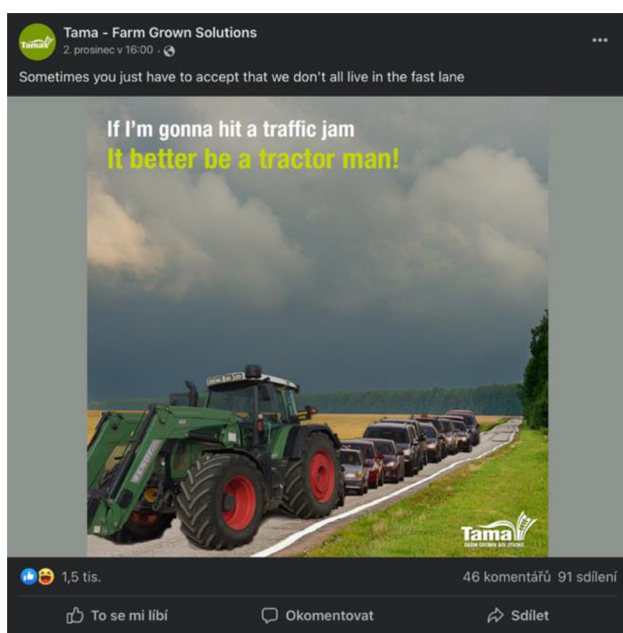 Tama - Farm Grown Solutions
2. prosinec v 16:00
Sometimes you just have to accept that we don't all live in the fast lane
If I'm gonna hit a traffic jam
It better be a tractor man!
Tama
FARM GROWN SOLUTIONS
1,5 tis.
46 komentářů 91 sdílení
To se mi líbí
Okomentovat
Sdílet